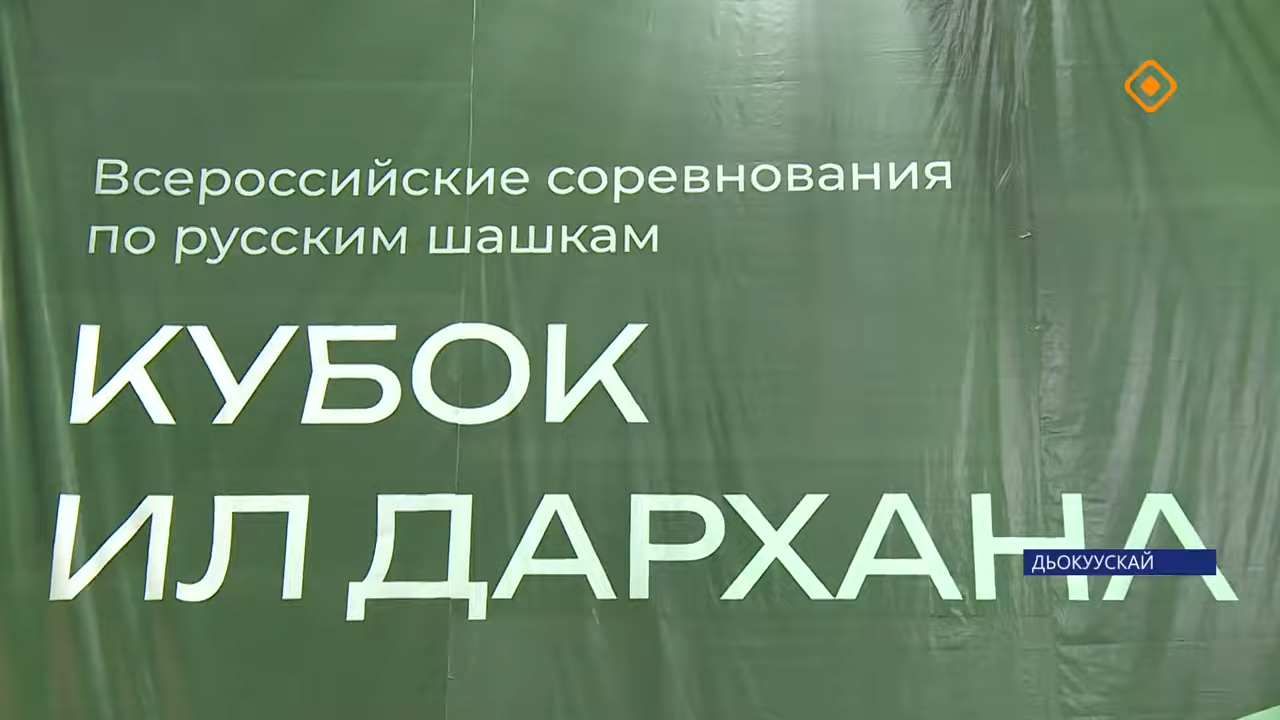 Всероссийские соревнования
по русским шашкам
КУБОК
ИЛ ДАРХАНА
ДЬОКУУСКАЙ